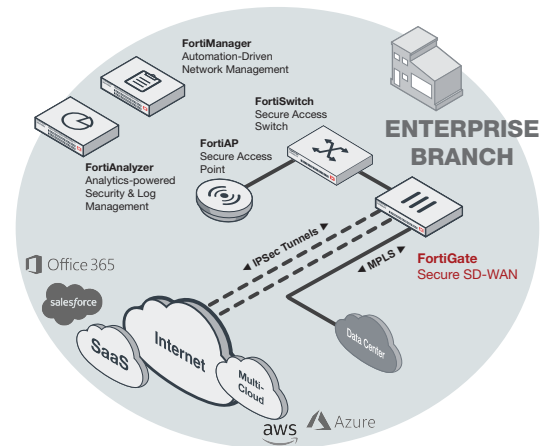 FortiManager
Automation-Driven
Network Management
FortiSwitch
Secure Access
Switch
ENTERPRISE
BRANCH
FortiAP
Secure Access
Point
FortiAnalyzer
Analytics-powered
Security & Log
Management
◄ IPSec Tunnels ►
◄ MPLS ►
FortiGate
Secure SD-WAN
Office 365
salesforce
SaaS
Internet
Multi-
Cloud
Data Center
aws
Azure